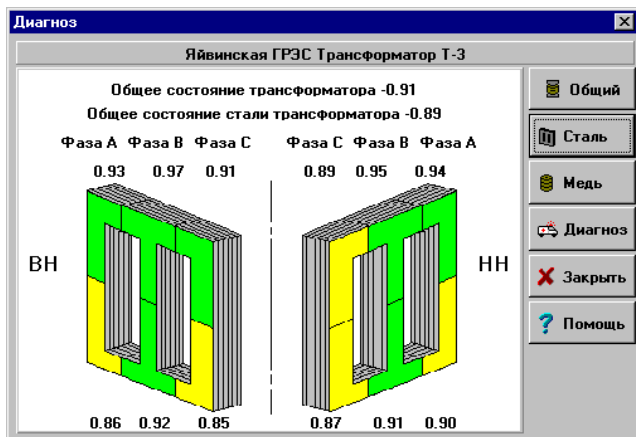 Диагноз
Яйвинская ГРЭС Трансформатор Т-3
Общее состояние трансформатора -0.91
Общее состояние стали трансформатора -0.89
Фаза А Фаза В Фаза С
Фаза С Фаза В Фаза А
0.93 0.97 0.91
0.89 0.95 0.94
ВН
НН
0.86 0.92 0.85
0.87 0.91 0.90
Общий
Сталь
Медь
Диагноз
Закрыть
Помощь